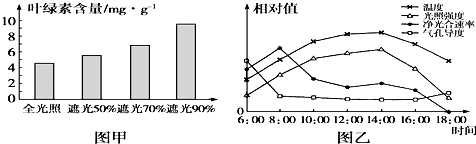 叶绿素含量/mg·g⁻¹
10
8
6
4
2
0
全光照 遮光50% 遮光70% 遮光90%
图甲
相对值
温度
光照强度
净光合速率
气孔导度
0
6:00 8:00 10:00 12:00 14:00 16:00 18:00
时间
图乙